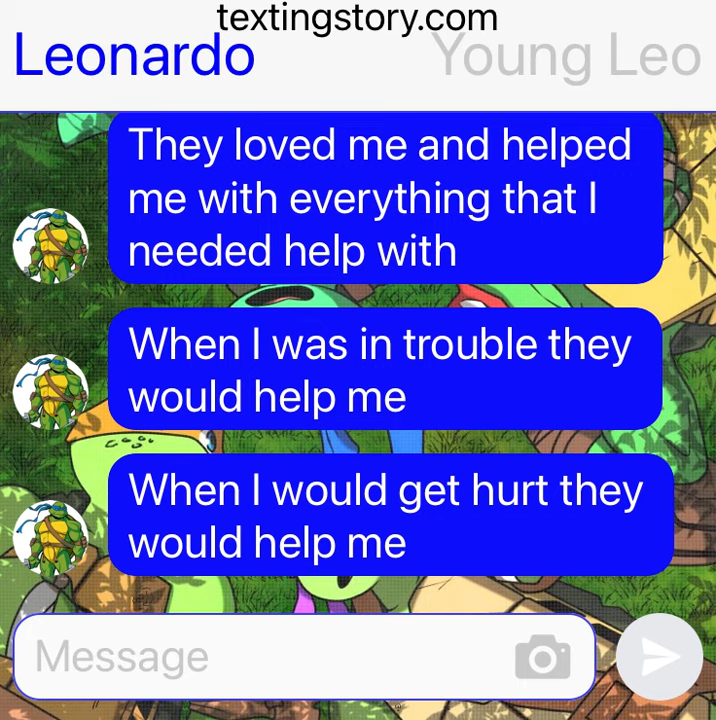 textingstory.com
Leonardo
Young Leo
They loved me and helped
me with everything that I
needed help with
When I was in trouble they
would help me
When I would get hurt they
would help me
Message